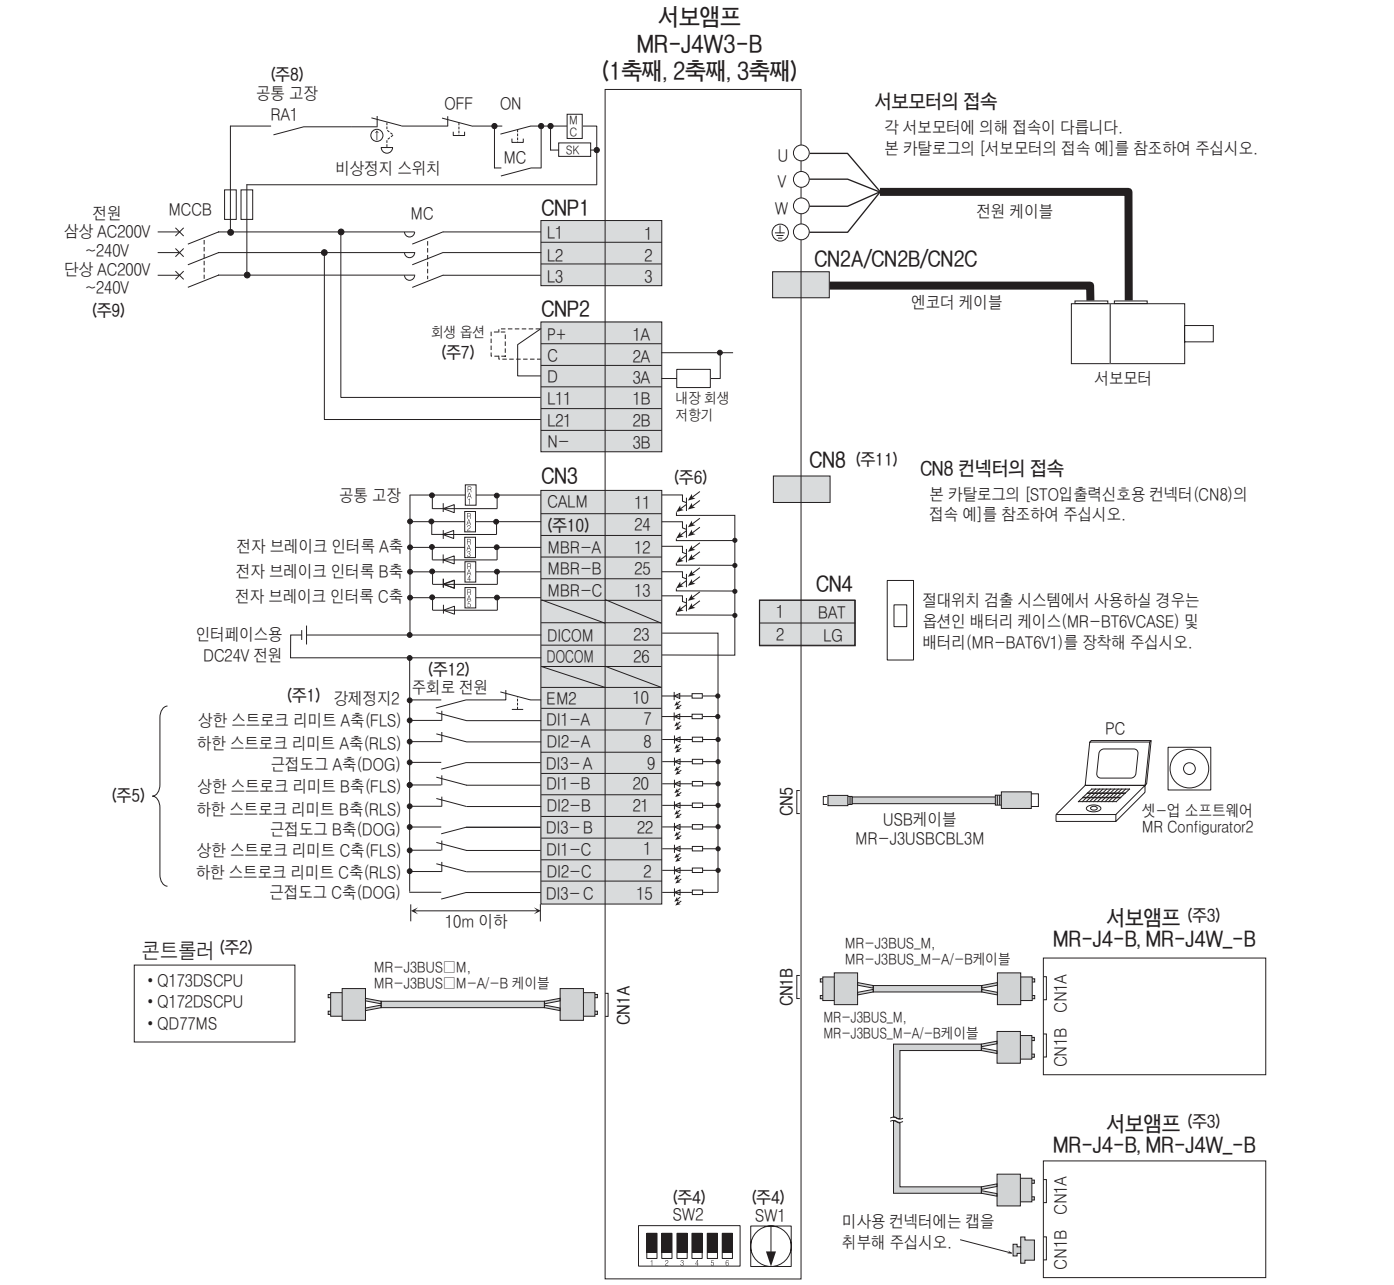 서보앰프
MR-J4W3-B
(1축째, 2축째, 3축째)
(주8)
공통 고장
RA1
OFF
ON
MC
SK
MC
비상정지 스위치
전원
삼상 AC200V
~240V
단상 AC200V
~240V
(주9)
MCCB
MC
CNP1
L1 1
L2 2
L3 3
CNP2
회생 옵션
(주7)
P+ 1A
C 2A
D 3A
L11 1B
L21 2B
N- 3B
내장 회생
저항기
CN3
(주6)
공통 고장
RA1
CALM 11
RA2
(주10) 24
전자 브레이크 인터록 A축
RA3
MBR-A 12
전자 브레이크 인터록 B축
RA4
MBR-B 25
전자 브레이크 인터록 C축
RA5
MBR-C 13
인터페이스용
DC24V 전원
DICOM 23
DOCOM 26
(주12)
주회로 전원
(주1) 강제정지2
EM2 10
상한 스트로크 리미트 A축(FLS) DI1-A 7
하한 스트로크 리미트 A축(RLS) DI2-A 8
근접도그 A축(DOG) DI3-A 9
(주5)
상한 스트로크 리미트 B축(FLS) DI1-B 20
하한 스트로크 리미트 B축(RLS) DI2-B 21
근접도그 B축(DOG) DI3-B 22
상한 스트로크 리미트 C축(FLS) DI1-C 1
하한 스트로크 리미트 C축(RLS) DI2-C 2
근접도그 C축(DOG) DI3-C 15
10m 이하
콘트롤러 (주2)
• Q173DSCPU
• Q172DSCPU
• QD77MS
MR-J3BUS□M,
MR-J3BUS□M-A/-B 케이블
CN1A
(주4)
SW2
1 2 3 4 5 6
(주4)
SW1
서보모터의 접속
각 서보모터에 의해 접속이 다릅니다.
본 카탈로그의 [서보모터의 접속 예]를 참조하여 주십시오.
U
V
W
전원 케이블
CN2A/CN2B/CN2C
엔코더 케이블
서보모터
CN8 (주11)
CN8 컨넥터의 접속
본 카탈로그의 [STO입출력신호용 컨넥터(CN8)의
접속 예]를 참조하여 주십시오.
CN4
1 BAT
2 LG
절대위치 검출 시스템에서 사용하실 경우는
옵션인 배터리 케이스(MR-BT6VCASE) 및
배터리(MR-BAT6V1)를 장착해 주십시오.
CN5
USB케이블
MR-J3USBCBL3M
PC
셋-업 소프트웨어
MR Configurator2
서보앰프 (주3)
MR-J4-B, MR-J4W_-B
CN1B
MR-J3BUS_M,
MR-J3BUS_M-A/-B케이블
CN1A
MR-J3BUS_M,
MR-J3BUS_M-A/-B케이블
CN1B
서보앰프 (주3)
MR-J4-B, MR-J4W_-B
CN1A
미사용 컨넥터에는 캡을
취부해 주십시오.
CN1B